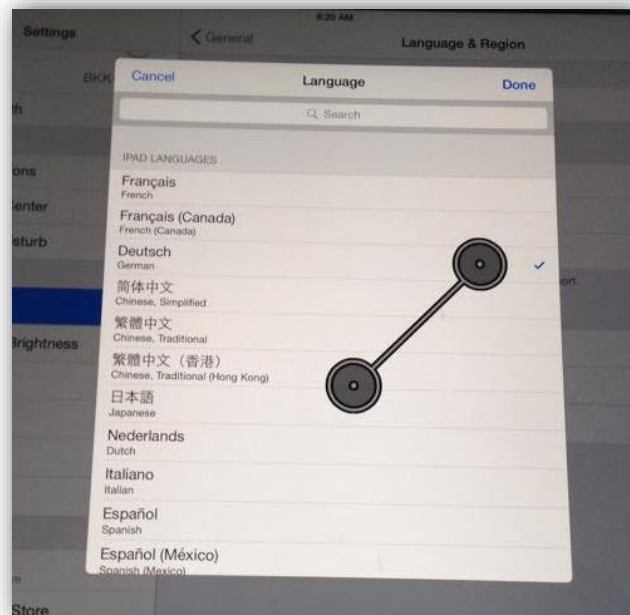 8:20 AM
Settings
General
Language & Region
BKK
Cancel
Language
Done
Search
IPAD LANGUAGES
Français
French
Français (Canada)
French (Canada)
Deutsch
German
简体中文
Chinese, Simplified
繁體中文
Chinese, Traditional
繁體中文（香港）
Chinese, Traditional (Hong Kong)
日本語
Japanese
Nederlands
Dutch
Italiano
Italian
Español
Spanish
Español (México)
Spanish (Mexico)
ons
enter
isturb
Brightness
Store